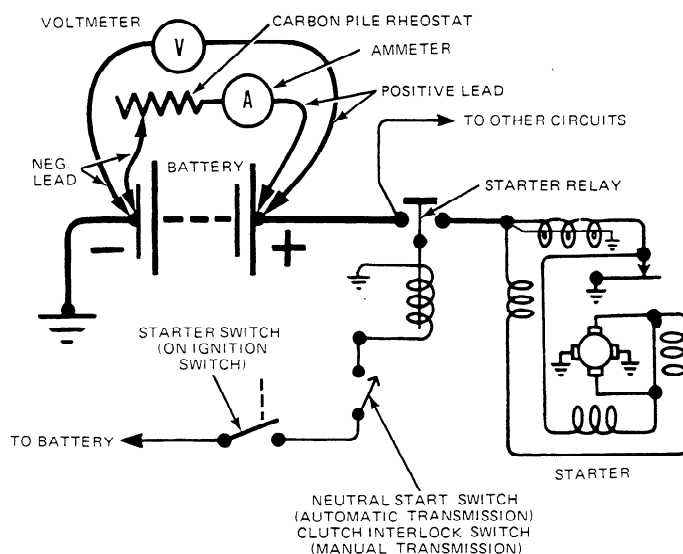 VOLTMETER
V
CARBON PILE RHEOSTAT
AMMETER
A
POSITIVE LEAD
TO OTHER CIRCUITS
NEG.
LEAD
BATTERY
STARTER RELAY
-
+
STARTER SWITCH
(ON IGNITION
SWITCH)
TO BATTERY
STARTER
NEUTRAL START SWITCH
(AUTOMATIC TRANSMISSION)
CLUTCH INTERLOCK SWITCH
(MANUAL TRANSMISSION)